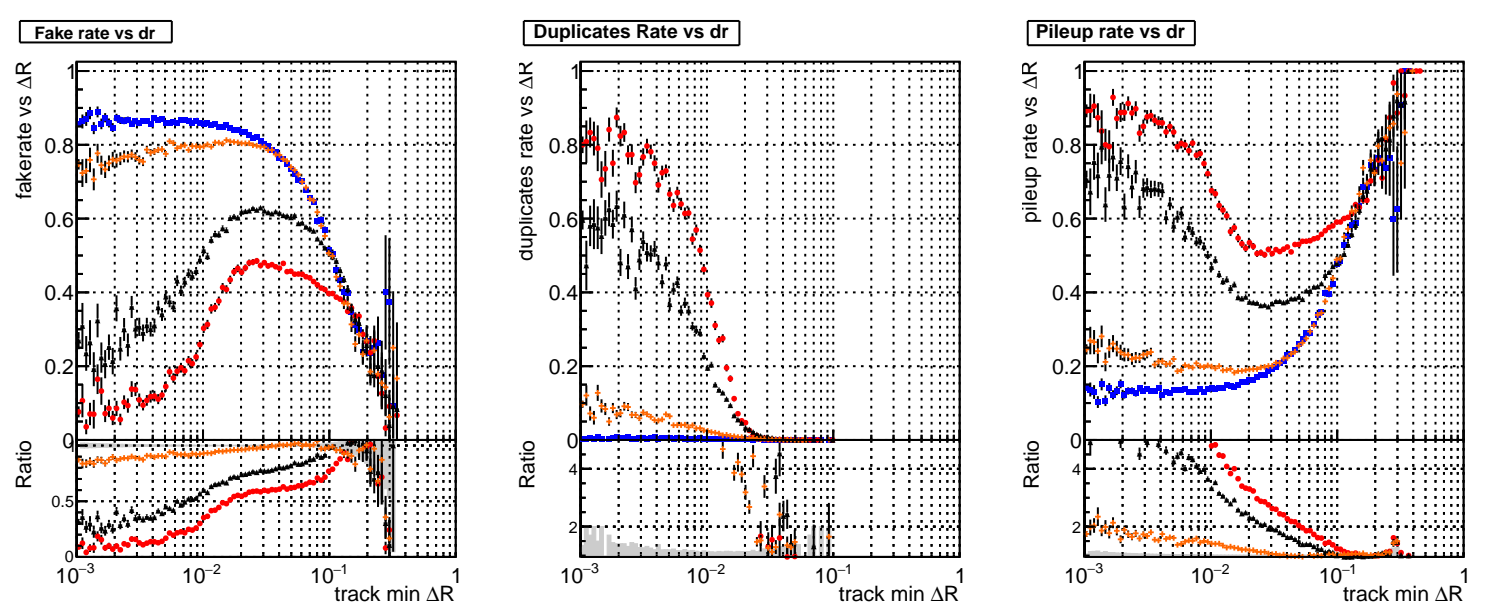 Fake rate vs dr
fakerate vs ΔR
1
0.8
0.6
0.4
0.2
0
Ratio
0.5
0
10⁻³ 10⁻² 10⁻¹ 1
track min ΔR
Duplicates Rate vs dr
duplicates rate vs ΔR
1
0.8
0.6
0.4
0.2
0
Ratio
4
2
10⁻³ 10⁻² 10⁻¹ 1
track min ΔR
Pileup rate vs dr
pileup rate vs ΔR
1
0.8
0.6
0.4
0.2
0
Ratio
4
2
10⁻³ 10⁻² 10⁻¹ 1
track min ΔR